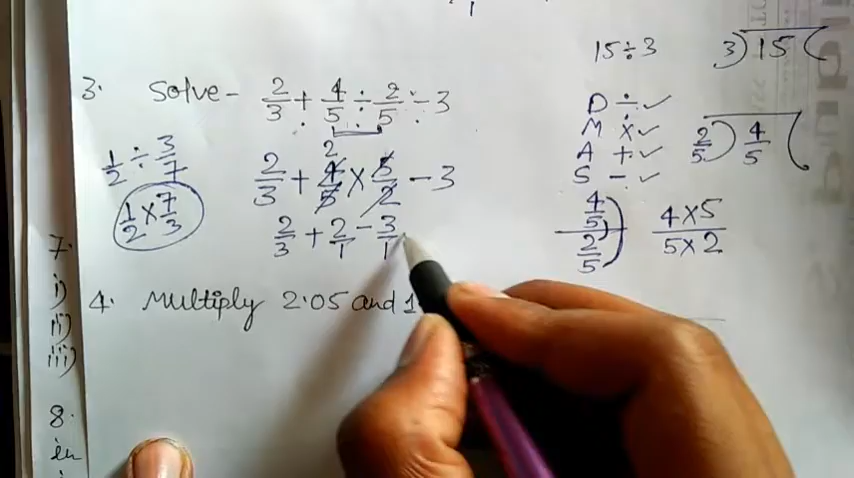 15÷3 3)15(
3. Solve- 2/3 + 4/5 ÷ 2/5 - 3
D ÷ ✓
M × ✓
A + ✓
S - ✓
2/5)4/5(
1/2 ÷ 3/7
1/2 × 7/3
2
2/3 + 4/5 × 5/2 - 3
2/3 + 2/1 - 3/1
4/5 / 2/5
4×5 / 5×2
7.
i)
ii)
iii)
4. Multiply 2.05 and 1
8.
in